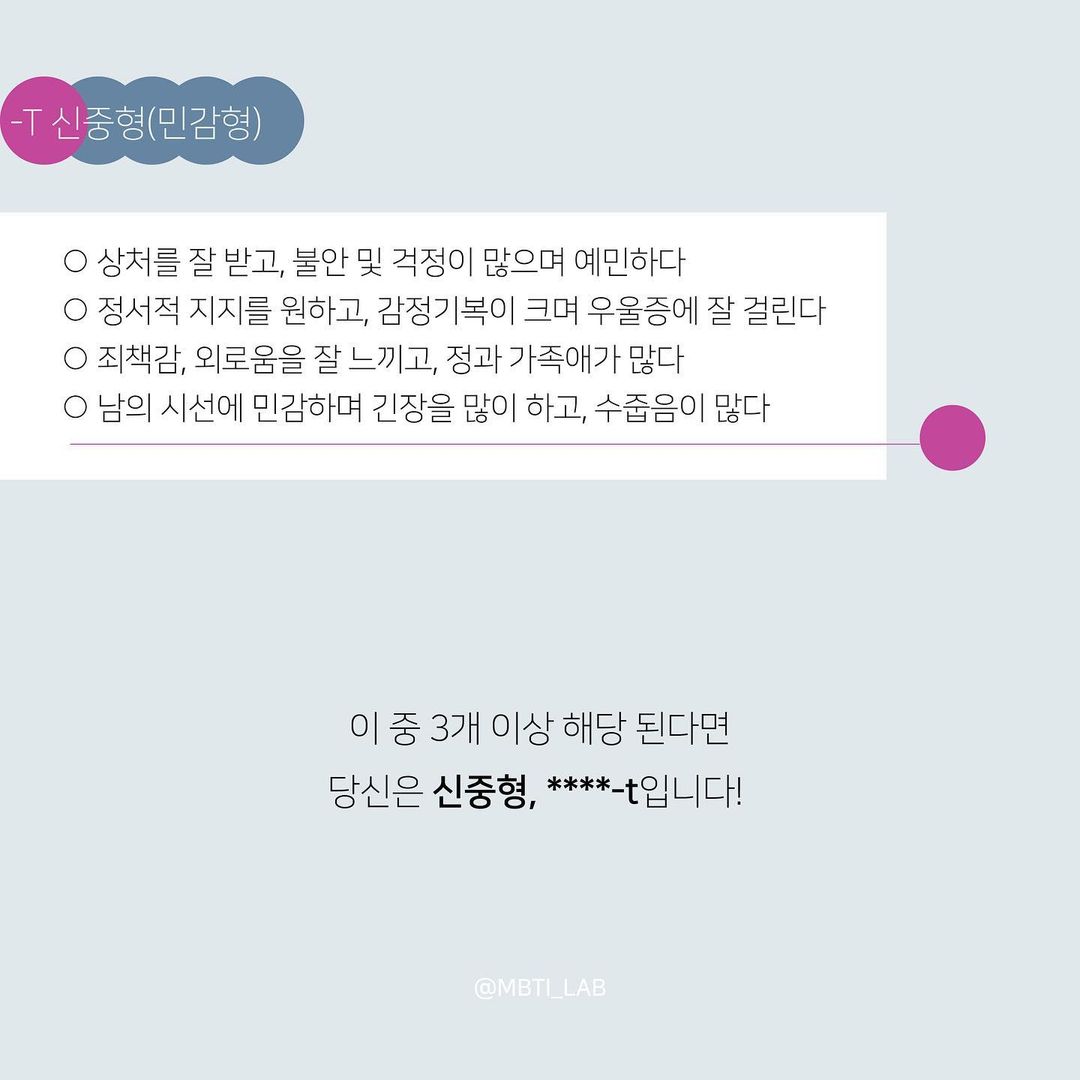 -T 신중형(민감형)
○ 상처를 잘 받고, 불안 및 걱정이 많으며 예민하다
○ 정서적 지지를 원하고, 감정기복이 크며 우울증에 잘 걸린다
○ 죄책감, 외로움을 잘 느끼고, 정과 가족애가 많다
○ 남의 시선에 민감하며 긴장을 많이 하고, 수줍음이 많다
이 중 3개 이상 해당 된다면
당신은 신중형, ****-t입니다!
@MBTI_LAB